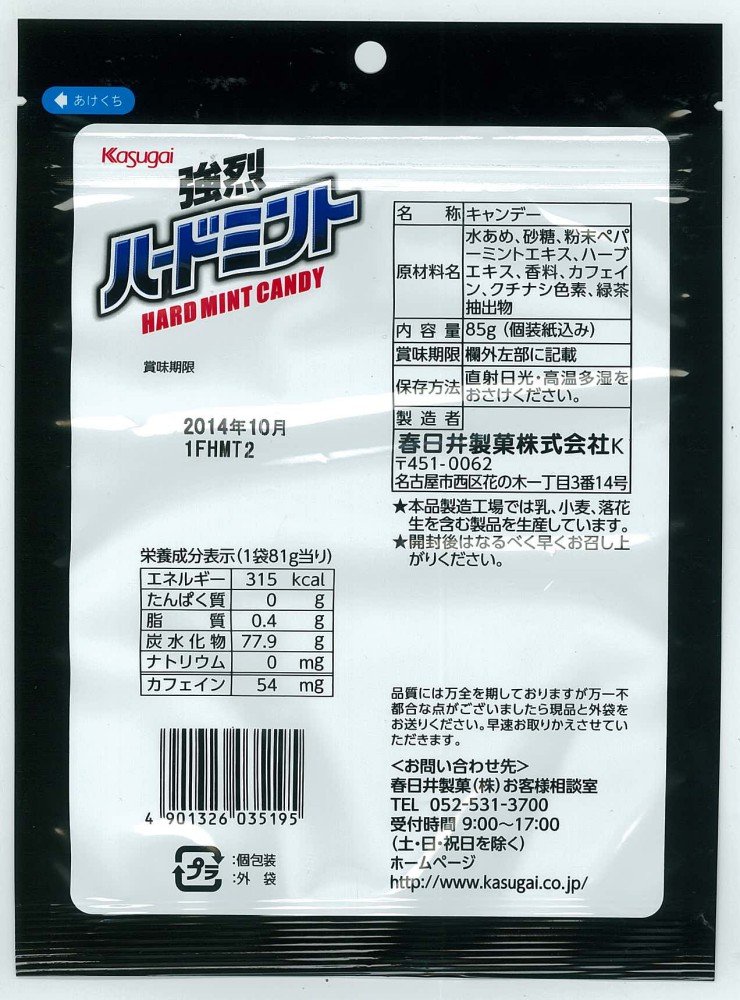 あけくち
Kasugai
強烈
ハードミント
HARD MINT CANDY
賞味期限
2014年10月
1FHMT2
栄養成分表示(1袋81g当り)
エネルギー 315 kcal
たんぱく質 0 g
脂 質 0.4 g
炭水化物 77.9 g
ナトリウム 0 mg
カフェイン 54 mg
4 901326 035195
プラ
:個包装
:外 袋
名 称 キャンデー
原材料名 水あめ、砂糖、粉末ペパ
ーミントエキス、ハーブ
エキス、香料、カフェイ
ン、クチナシ色素、緑茶
抽出物
内容量 85g (個装紙込み)
賞味期限 欄外左部に記載
保存方法 直射日光・高温多湿を
おさけください。
製造者
春日井製菓株式会社K
〒451-0062
名古屋市西区花の木一丁目3番14号
★本品製造工場では乳、小麦、落花
生を含む製品を生産しています。
★開封後はなるべく早くお召し上
がりください。
品質には万全を期しておりますが万一不
都合な点がございましたら現品と外袋を
お送りください。早速お取りかえさせてい
ただきます。
<お問い合わせ先>
春日井製菓(株)お客様相談室
TEL 052-531-3700
受付時間 9:00〜17:00
(土・日・祝日を除く)
ホームページ
http://www.kasugai.co.jp/